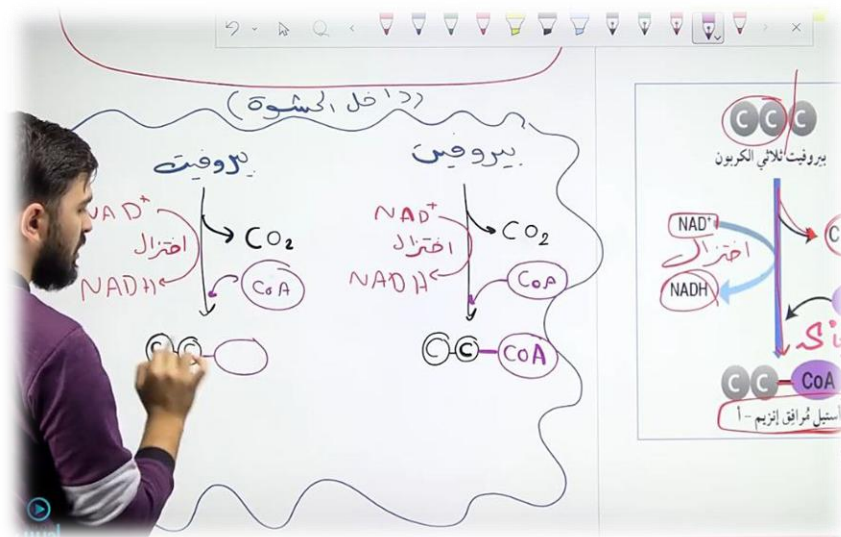 (داخل الحشوة)
بيروفيت
NAD+
اختزال
CO2
NADH
CoA
C C
بيروفيت
NAD+
اختزال
CO2
NADH
CoA
C C CoA
C C C
بيروفيت ثلاثي الكربون
NAD+
اختزال
NADH
C C CoA
أستيل مُرافق إنزيم - أ